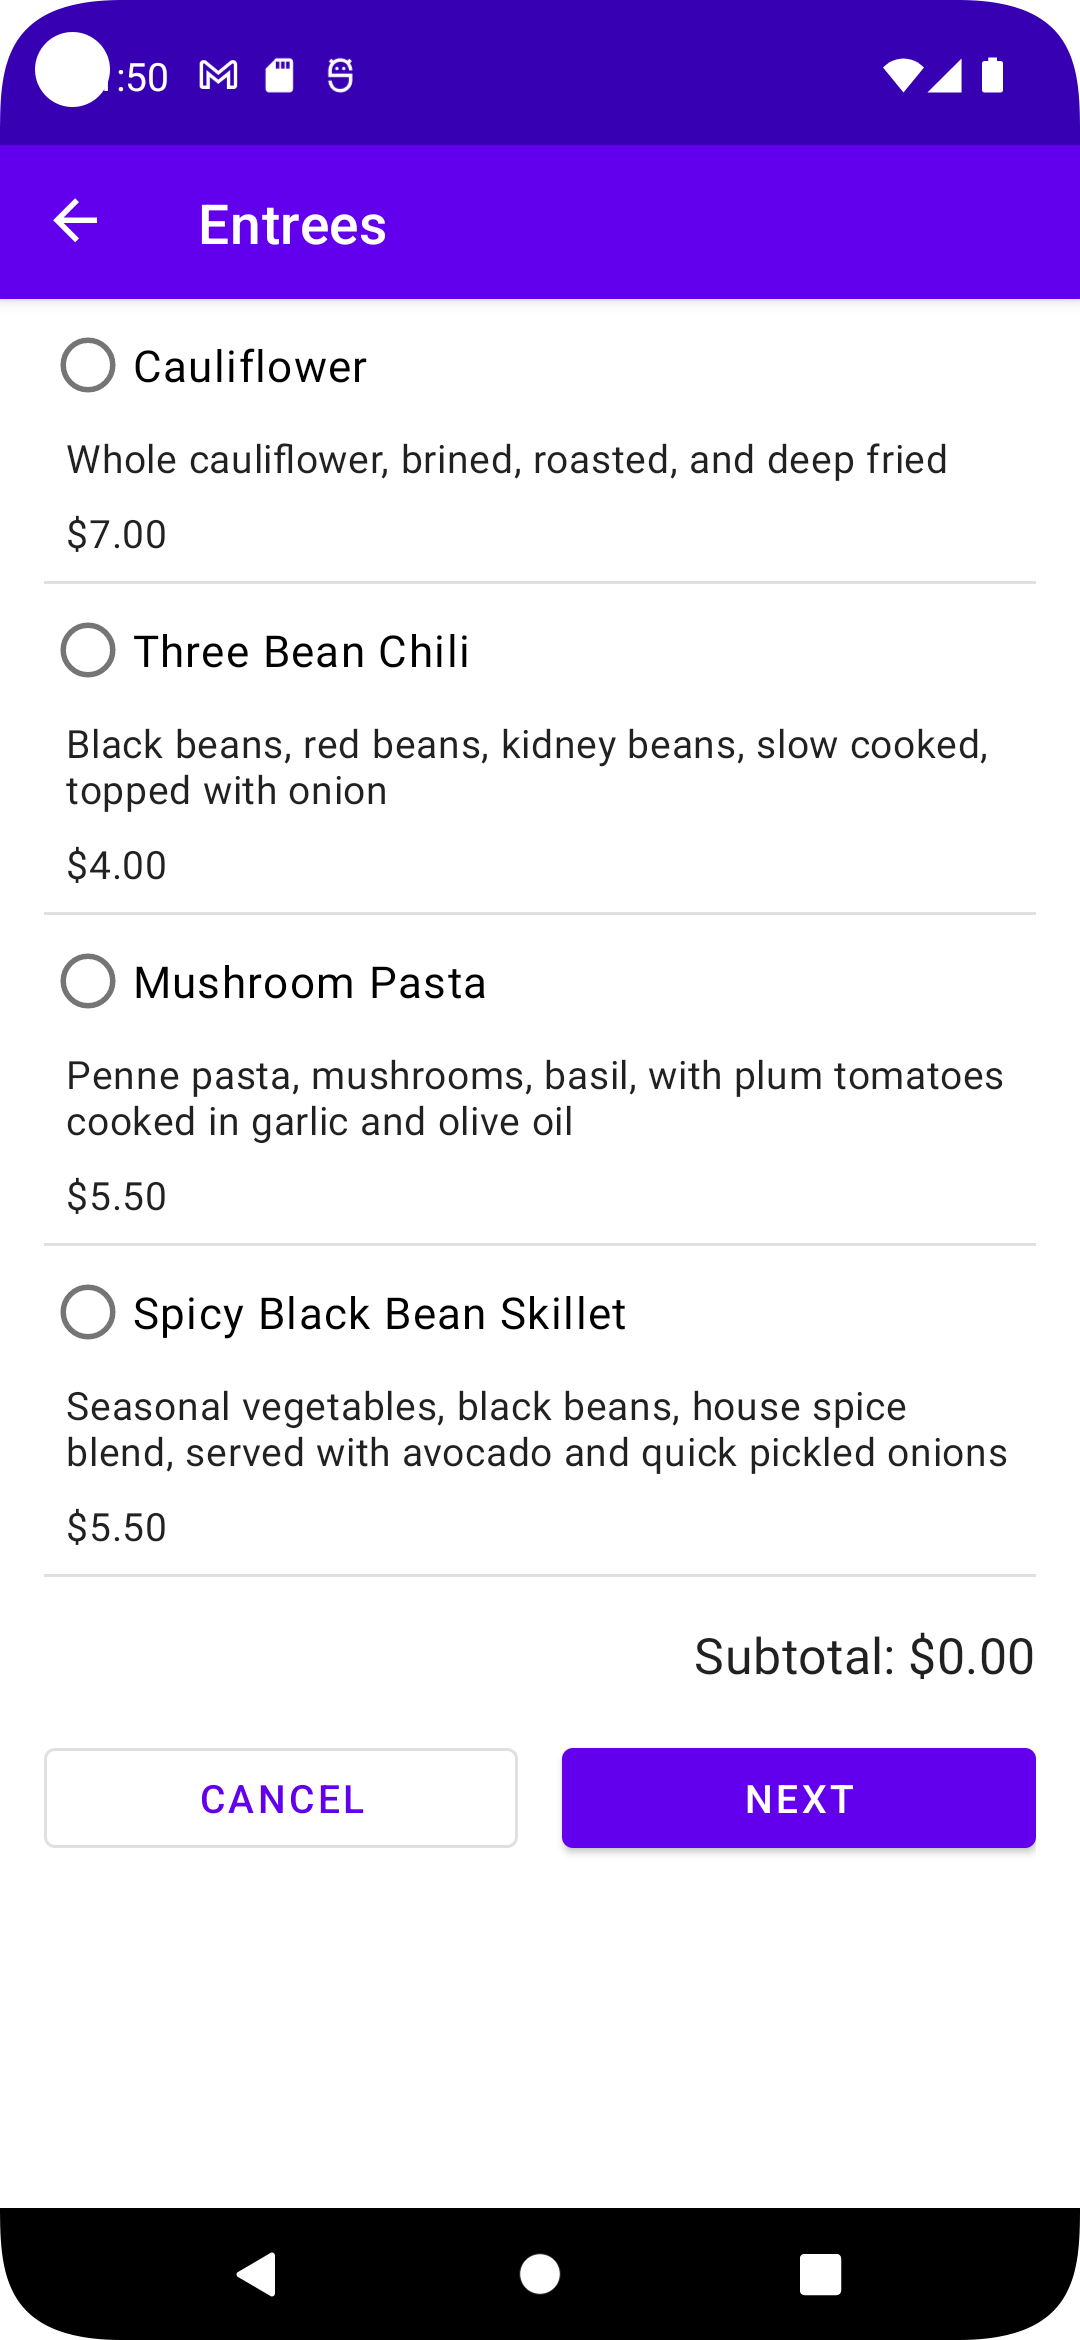 :50
Entrees
Cauliflower
Whole cauliflower, brined, roasted, and deep fried
$7.00
Three Bean Chili
Black beans, red beans, kidney beans, slow cooked,
topped with onion
$4.00
Mushroom Pasta
Penne pasta, mushrooms, basil, with plum tomatoes
cooked in garlic and olive oil
$5.50
Spicy Black Bean Skillet
Seasonal vegetables, black beans, house spice
blend, served with avocado and quick pickled onions
$5.50
Subtotal: $0.00
CANCEL
NEXT